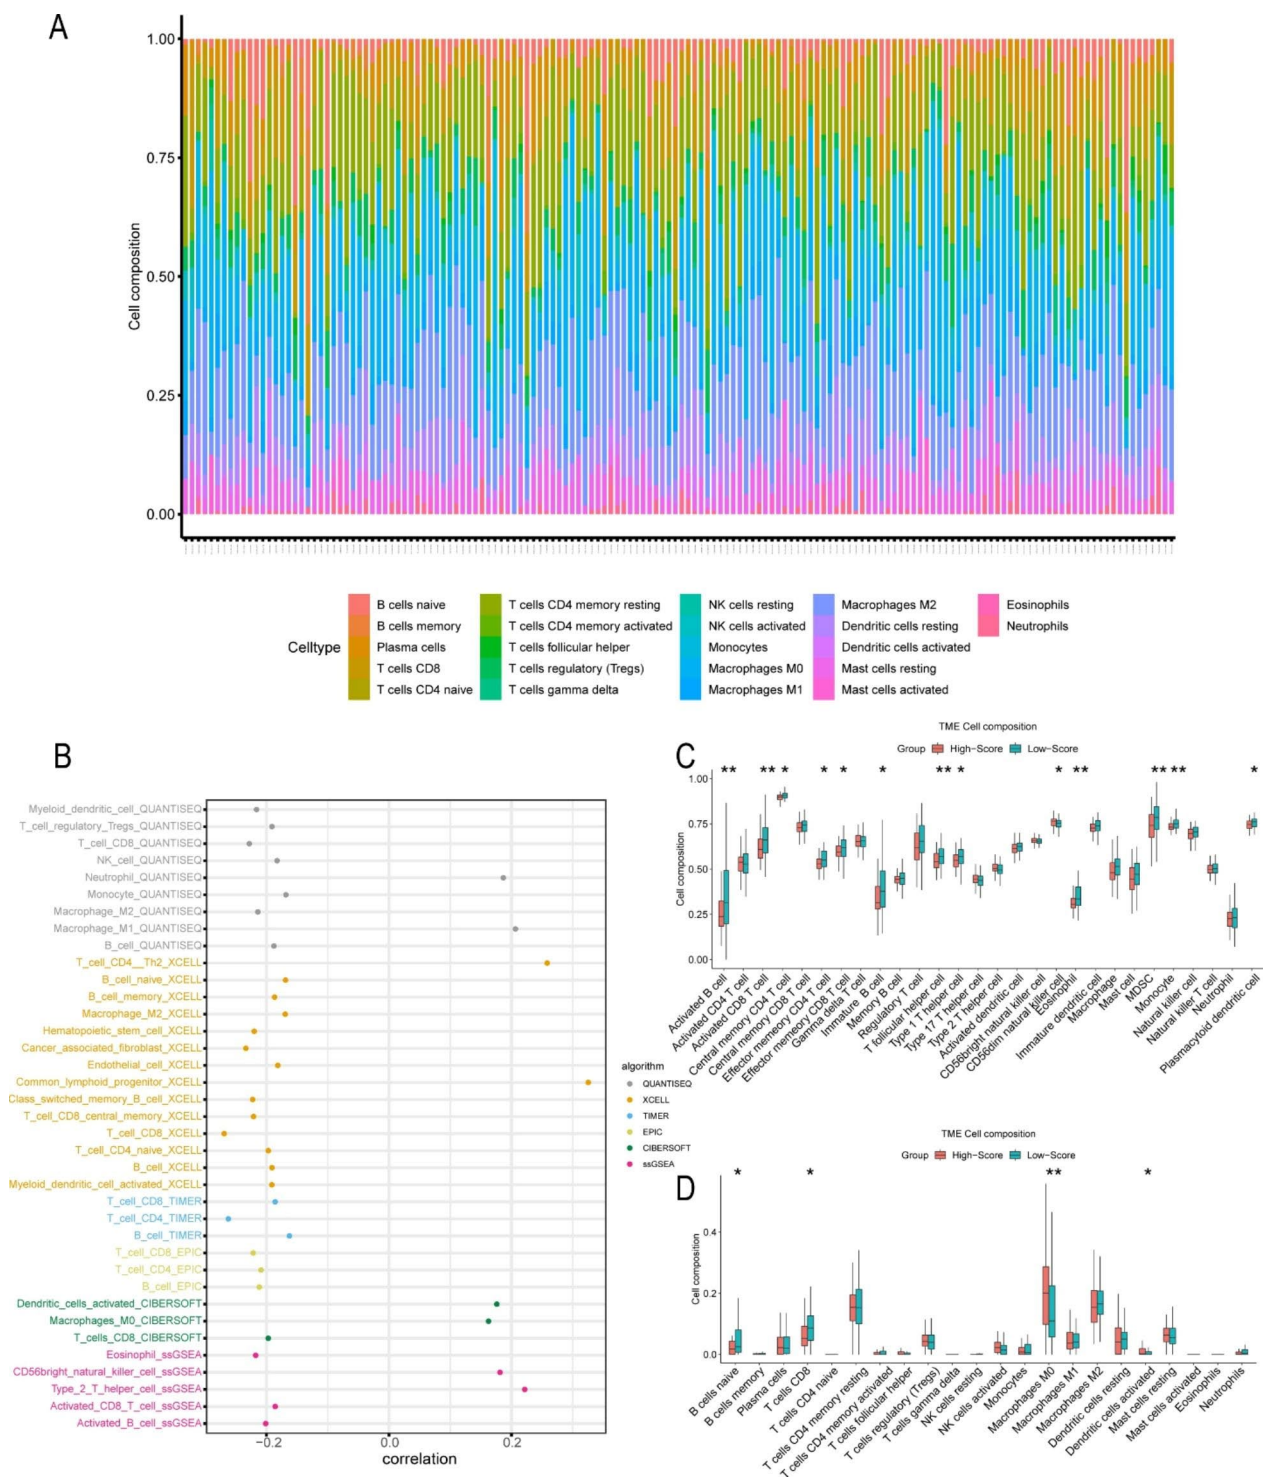 A
1.00
0.75
0.50
0.25
0.00
Cell composition
Celltype
B cells naive
B cells memory
Plasma cells
T cells CD8
T cells CD4 naive
T cells CD4 memory resting
T cells CD4 memory activated
T cells follicular helper
T cells regulatory (Tregs)
T cells gamma delta
NK cells resting
NK cells activated
Monocytes
Macrophages M0
Macrophages M1
Macrophages M2
Dendritic cells resting
Dendritic cells activated
Mast cells resting
Mast cells activated
Eosinophils
Neutrophils
B
Myeloid_dendritic_cell_QUANTISEQ
T_cell_regulatory_Tregs_QUANTISEQ
T_cell_CD8_QUANTISEQ
NK_cell_QUANTISEQ
Neutrophil_QUANTISEQ
Monocyte_QUANTISEQ
Macrophage_M2_QUANTISEQ
Macrophage_M1_QUANTISEQ
B_cell_QUANTISEQ
T_cell_CD4__Th2_XCELL
B_cell_naive_XCELL
B_cell_memory_XCELL
Macrophage_M2_XCELL
Hematopoietic_stem_cell_XCELL
Cancer_associated_fibroblast_XCELL
Endothelial_cell_XCELL
Common_lymphoid_progenitor_XCELL
Class_switched_memory_B_cell_XCELL
T_cell_CD8_central_memory_XCELL
T_cell_CD8_XCELL
T_cell_CD4_naive_XCELL
B_cell_XCELL
Myeloid_dendritic_cell_activated_XCELL
T_cell_CD8_TIMER
T_cell_CD4_TIMER
B_cell_TIMER
T_cell_CD8_EPIC
T_cell_CD4_EPIC
B_cell_EPIC
Dendritic_cells_activated_CIBERSOFT
Macrophages_M0_CIBERSOFT
T_cells_CD8_CIBERSOFT
Eosinophil_ssGSEA
CD56bright_natural_killer_cell_ssGSEA
Type_2_T_helper_cell_ssGSEA
Activated_CD8_T_cell_ssGSEA
Activated_B_cell_ssGSEA
−0.2
0.0
0.2
correlation
algorithm
QUANTISEQ
XCELL
TIMER
EPIC
CIBERSOFT
ssGSEA
C
TME Cell composition
Group High-Score Low-Score
** ** * * * * ** * * ** ** ** *
1.00
0.75
0.50
0.25
0.00
Cell composition
Activated B cell
Activated CD4 T cell
Activated CD8 T cell
Central memory CD4 T cell
Central memory CD8 T cell
Effector memory CD4 T cell
Effector memory CD8 T cell
Gamma delta T cell
Immature B cell
Memory B cell
Regulatory T cell
T follicular helper cell
Type 1 T helper cell
Type 17 T helper cell
Type 2 T helper cell
Activated dendritic cell
CD56bright natural killer cell
CD56dim natural killer cell
Eosinophil
Immature dendritic cell
Macrophage
Mast cell
MDSC
Monocyte
Natural killer cell
Natural killer T cell
Neutrophil
Plasmacytoid dendritic cell
D
TME Cell composition
Group High-Score Low-Score
* * ** *
0.4
0.2
0.0
Cell composition
B cells naive
B cells memory
Plasma cells
T cells CD8
T cells CD4 naive
T cells CD4 memory resting
T cells CD4 memory activated
T cells follicular helper
T cells regulatory (Tregs)
T cells gamma delta
NK cells resting
NK cells activated
Monocytes
Macrophages M0
Macrophages M1
Macrophages M2
Dendritic cells resting
Dendritic cells activated
Mast cells resting
Mast cells activated
Eosinophils
Neutrophils